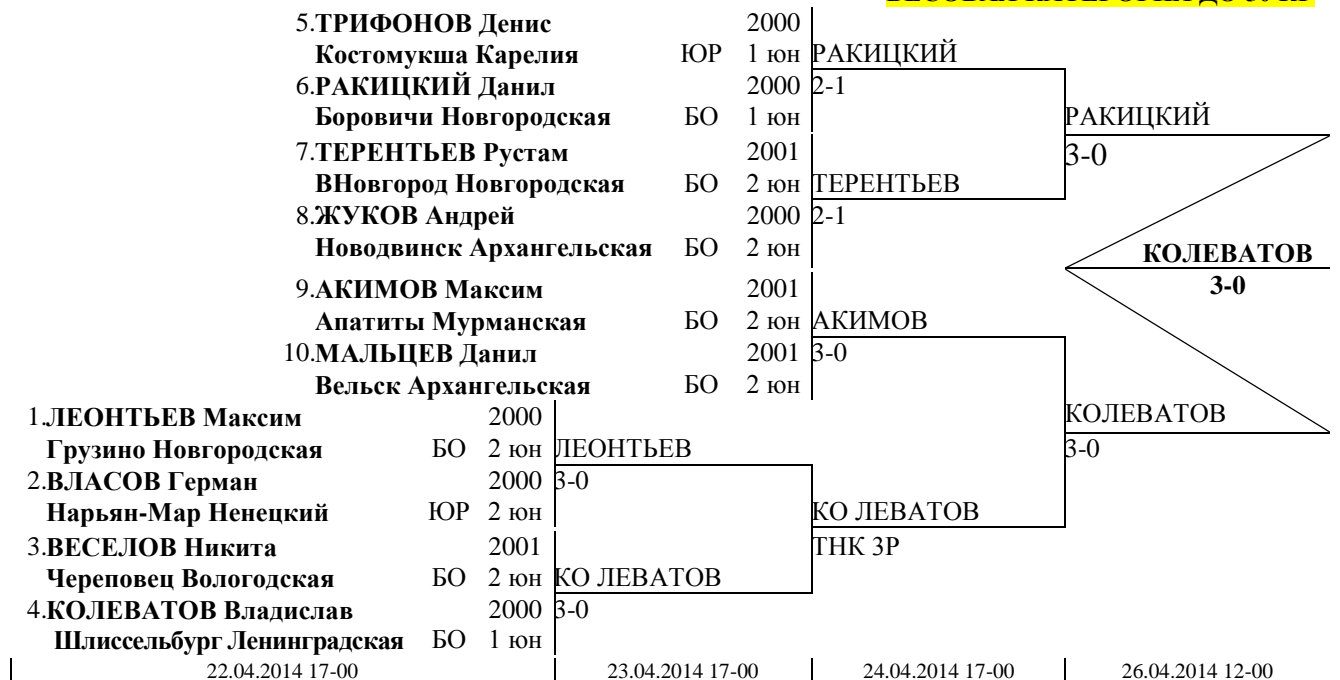 5.ТРИФОНОВ Денис 2000
Костомукша Карелия ЮР 1 юн РАКИЦКИЙ
6.РАКИЦКИЙ Данил 2000 2-1
Боровичи Новгородская БО 1 юн РАКИЦКИЙ
7.ТЕРЕНТЬЕВ Рустам 2001 3-0
ВНовгород Новгородская БО 2 юн ТЕРЕНТЬЕВ
8.ЖУКОВ Андрей 2000 2-1
Новодвинск Архангельская БО 2 юн КОЛЕВАТОВ
9.АКИМОВ Максим 2001 3-0
Апатиты Мурманская БО 2 юн АКИМОВ
10.МАЛЬЦЕВ Данил 2001 3-0
Вельск Архангельская БО 2 юн
1.ЛЕОНТЬЕВ Максим 2000 КОЛЕВАТОВ
Грузино Новгородская БО 2 юн ЛЕОНТЬЕВ 3-0
2.ВЛАСОВ Герман 2000 3-0
Нарьян-Мар Ненецкий ЮР 2 юн КО ЛЕВАТОВ
3.ВЕСЕЛОВ Никита 2001 ТНК 3Р
Череповец Вологодская БО 2 юн КО ЛЕВАТОВ
4.КОЛЕВАТОВ Владислав 2000 3-0
Шлиссельбург Ленинградская БО 1 юн
22.04.2014 17-00 23.04.2014 17-00 24.04.2014 17-00 26.04.2014 12-00